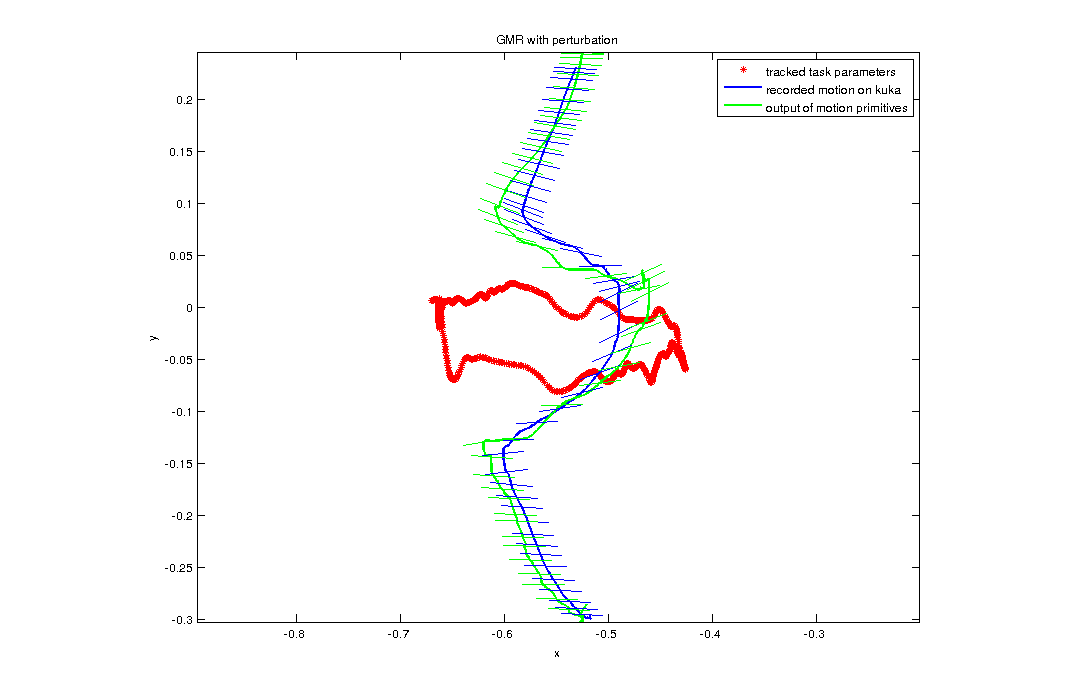 GMR with perturbation
tracked task parameters
recorded motion on kuka
output of motion primitives
0.2
0.15
0.1
0.05
0
-0.05
-0.1
-0.15
-0.2
-0.25
-0.3
y
-0.8 -0.7 -0.6 -0.5 -0.4 -0.3
x